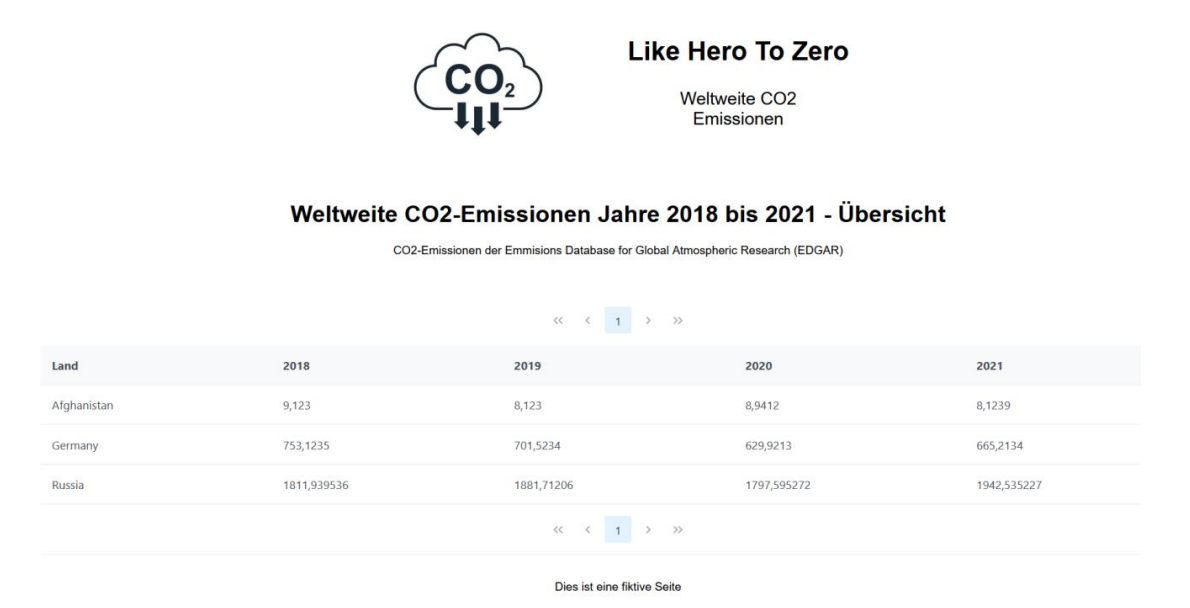 CO2
Like Hero To Zero
Weltweite CO2
Emissionen
Weltweite CO2-Emissionen Jahre 2018 bis 2021 - Übersicht
CO2-Emissionen der Emmisions Database for Global Atmospheric Research (EDGAR)
<< < 1 > >>
Land 2018 2019 2020 2021
Afghanistan 9,123 8,123 8,9412 8,1239
Germany 753,1235 701,5234 629,9213 665,2134
Russia 1811,939536 1881,71206 1797,595272 1942,535227
<< < 1 > >>
Dies ist eine fiktive Seite